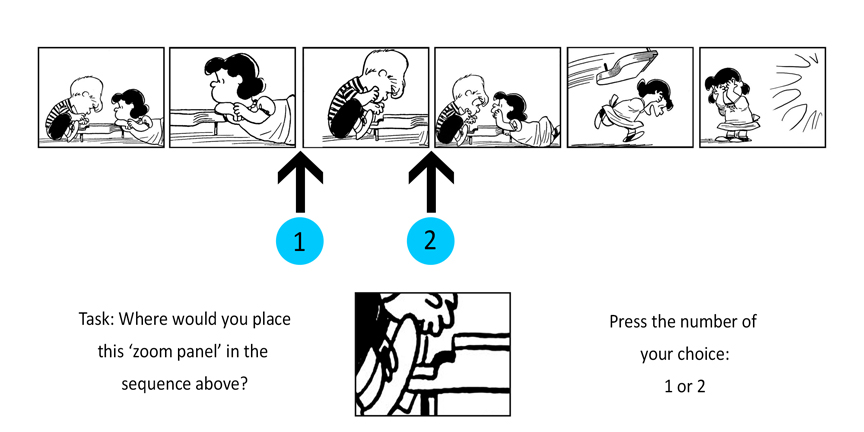 1
2
Task: Where would you place
this ‘zoom panel’ in the
sequence above?
Press the number of
your choice:
1 or 2